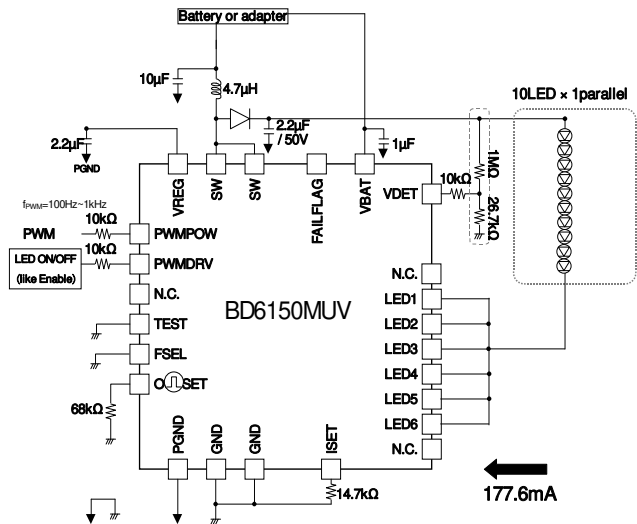 Battery or adapter
10μF
4.7μH
10LED × 1parallel
2.2μF
/ 50V
2.2μF
PGND
1μF
1MΩ
10kΩ
26.7kΩ
VREG
SW
SW
FAILFLAG
VBAT
VDET
fPWM=100Hz~1kHz
PWM
10kΩ
PWMPOW
LED ON/OFF
(like Enable)
10kΩ
PWMDRV
N.C.
TEST
FSEL
68kΩ
BD6150MUV
N.C.
LED1
LED2
LED3
LED4
LED5
LED6
N.C.
PGND
GND
GND
ISET
14.7kΩ
177.6mA